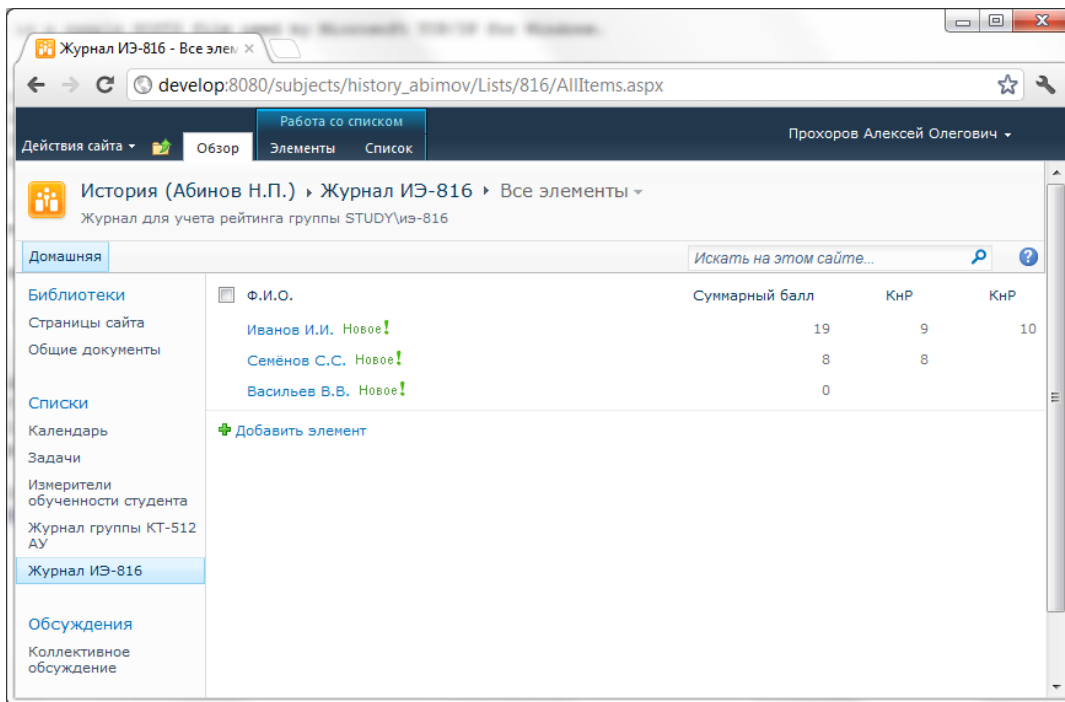 Журнал ИЭ-816 - Все элем
develop:8080/subjects/history_abimov/Lists/816/AllItems.aspx
Работа со списком
Прохоров Алексей Олегович
Действия сайта
Обзор
Элементы
Список
История (Абинов Н.П.) Журнал ИЭ-816 Все элементы
Журнал для учета рейтинга группы STUDY\иэ-816
Домашняя
Искать на этом сайте...
Библиотеки
Страницы сайта
Общие документы
Списки
Календарь
Задачи
Измерители
обученности студента
Журнал группы КТ-512
АУ
Журнал ИЭ-816
Обсуждения
Коллективное
обсуждение
Ф.И.О. Суммарный балл КнР КнР
Иванов И.И. Новое! 19 9 10
Семёнов С.С. Новое! 8 8
Васильев В.В. Новое! 0
Добавить элемент